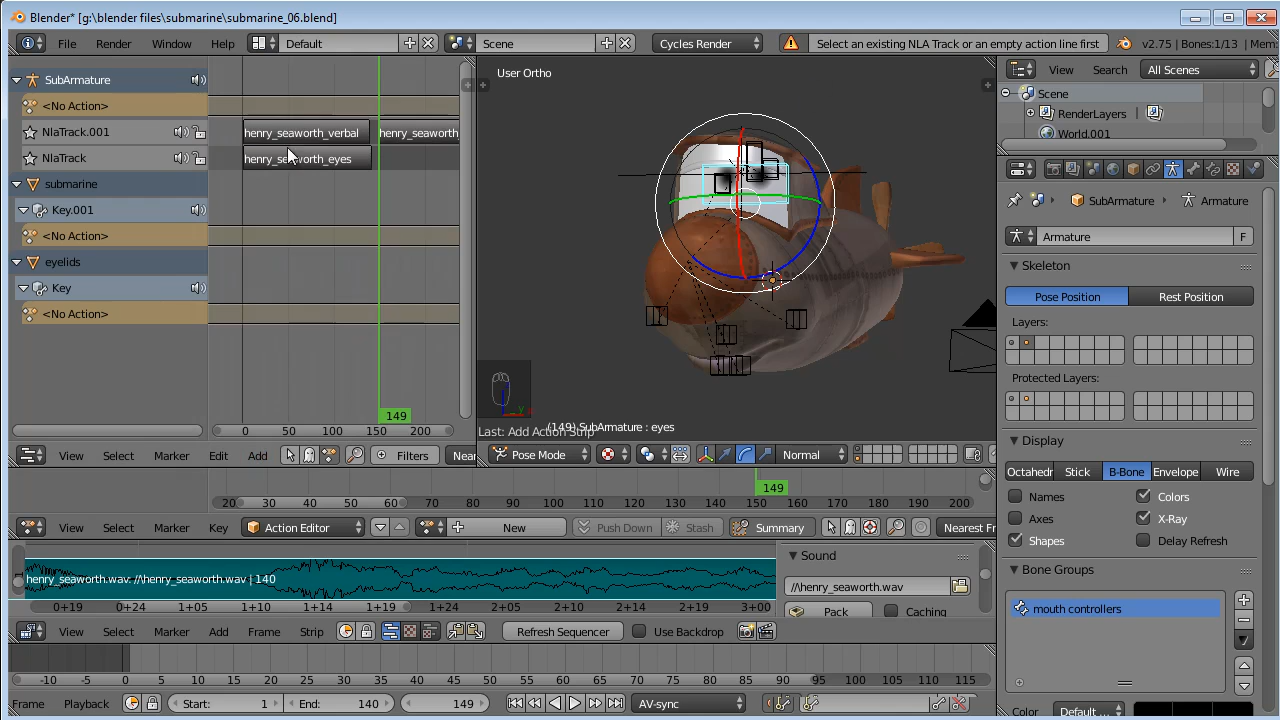 Blender* [g:\blender files\submarine\submarine_06.blend]
File Render Window Help Default Scene Cycles Render Select an existing NLA Track or an empty action line first v2.75 | Bones:1/13 | Mem
SubArmature
<No Action>
NlaTrack.001
NlaTrack
submarine
Key.001
<No Action>
eyelids
Key
<No Action>
henry_seaworth_verbal henry_seaworth
henry_seaworth_eyes
149
0 50 100 150 200
View Select Marker Edit Add Filters Near
User Ortho
(149) SubArmature : eyes
Last: Add Action Strip
Pose Mode Normal
View Search All Scenes
Scene
RenderLayers
World.001
SubArmature Armature
Armature F
Skeleton
Pose Position Rest Position
Layers:
Protected Layers:
Display
Octahedr Stick B-Bone Envelope Wire
Names Colors
Axes X-Ray
Shapes Delay Refresh
Bone Groups
mouth controllers
Color Default ...
149
20 30 40 50 60 70 80 90 100 110 120 130 140 150 160 170 180 190 200
View Select Marker Key Action Editor New Push Down Stash Summary Nearest Fr
henry_seaworth.wav: //henry_seaworth.wav | 140
0+19 0+24 1+05 1+10 1+14 1+19 1+24 2+04 2+09 2+14 2+19 3+00
Sound
//henry_seaworth.wav
Pack Caching
View Select Marker Add Frame Strip Refresh Sequencer Use Backdrop
-10 -5 0 5 10 15 20 25 30 35 40 45 50 55 60 65 70 75 80 85 90 95 100 105 110 115
Frame Playback Start: 1 End: 140 149 AV-sync